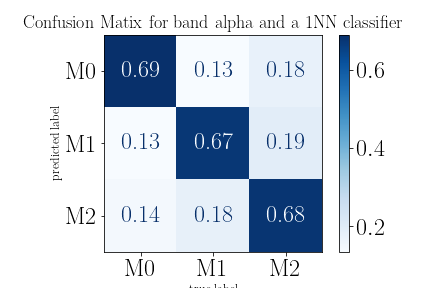 Confusion Matix for band alpha and a 1NN classifier
M0 0.69 0.13 0.18
M1 0.13 0.67 0.19
M2 0.14 0.18 0.68
M0 M1 M2
predicted label
true label
0.6
0.4
0.2